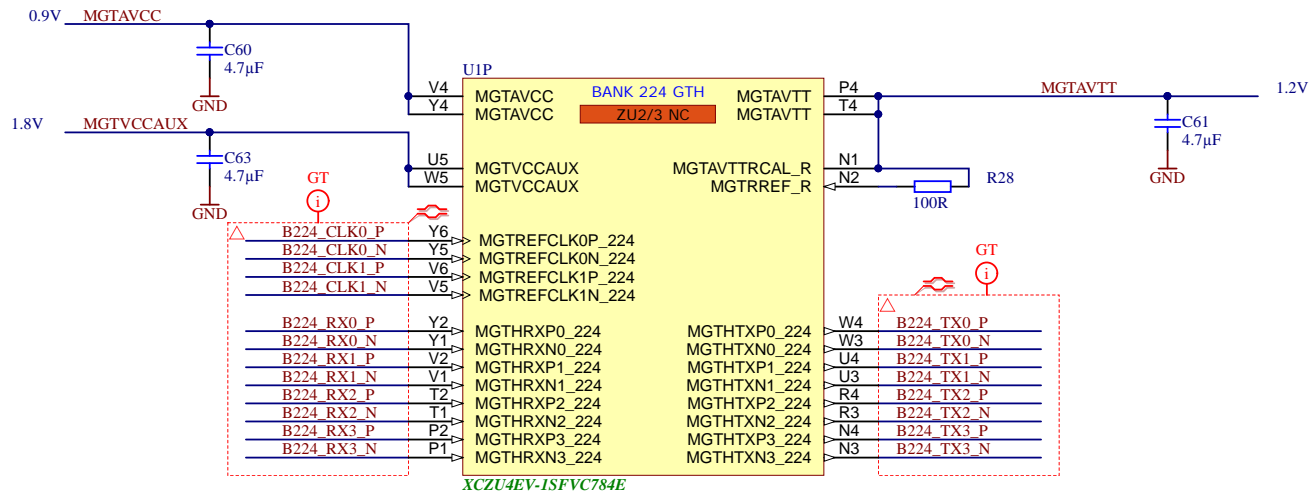 0.9V MGTAVCC
C60
4.7µF
GND
1.8V MGTVCCAUX
C63
4.7µF
GND
U1P
BANK 224 GTH
ZU2/3 NC
V4 MGTAVCC
Y4 MGTAVCC
U5 MGTVCCAUX
W5 MGTVCCAUX
MGTAVTT P4
MGTAVTT T4
MGTAVTT 1.2V
C61
4.7µF
GND
MGTAVTTRCAL_R N1
MGTRREF_R N2
R28
100R
GT
i
B224_CLK0_P Y6 MGTREFCLK0P_224
B224_CLK0_N Y5 MGTREFCLK0N_224
B224_CLK1_P V6 MGTREFCLK1P_224
B224_CLK1_N V5 MGTREFCLK1N_224
B224_RX0_P Y2 MGTHRXP0_224
B224_RX0_N Y1 MGTHRXN0_224
B224_RX1_P V2 MGTHRXP1_224
B224_RX1_N V1 MGTHRXN1_224
B224_RX2_P T2 MGTHRXP2_224
B224_RX2_N T1 MGTHRXN2_224
B224_RX3_P P2 MGTHRXP3_224
B224_RX3_N P1 MGTHRXN3_224
GT
i
MGTHTXP0_224 W4 B224_TX0_P
MGTHTXN0_224 W3 B224_TX0_N
MGTHTXP1_224 U4 B224_TX1_P
MGTHTXN1_224 U3 B224_TX1_N
MGTHTXP2_224 R4 B224_TX2_P
MGTHTXN2_224 R3 B224_TX2_N
MGTHTXP3_224 N4 B224_TX3_P
MGTHTXN3_224 N3 B224_TX3_N
XCZU4EV-1SFVC784E